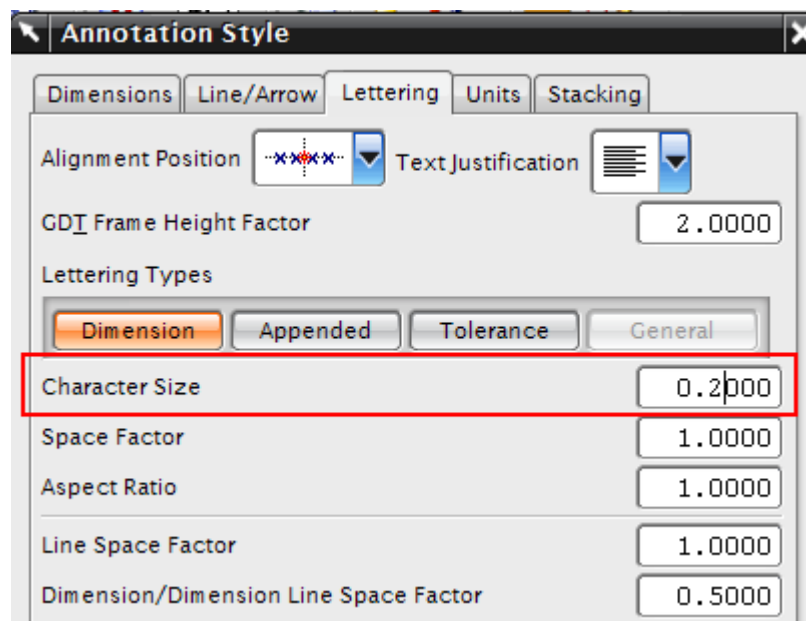 Annotation Style
Dimensions Line/Arrow Lettering Units Stacking
Alignment Position Text Justification
GDT Frame Height Factor 2.0000
Lettering Types
Dimension Appended Tolerance General
Character Size 0.2000
Space Factor 1.0000
Aspect Ratio 1.0000
Line Space Factor 1.0000
Dimension/Dimension Line Space Factor 0.5000